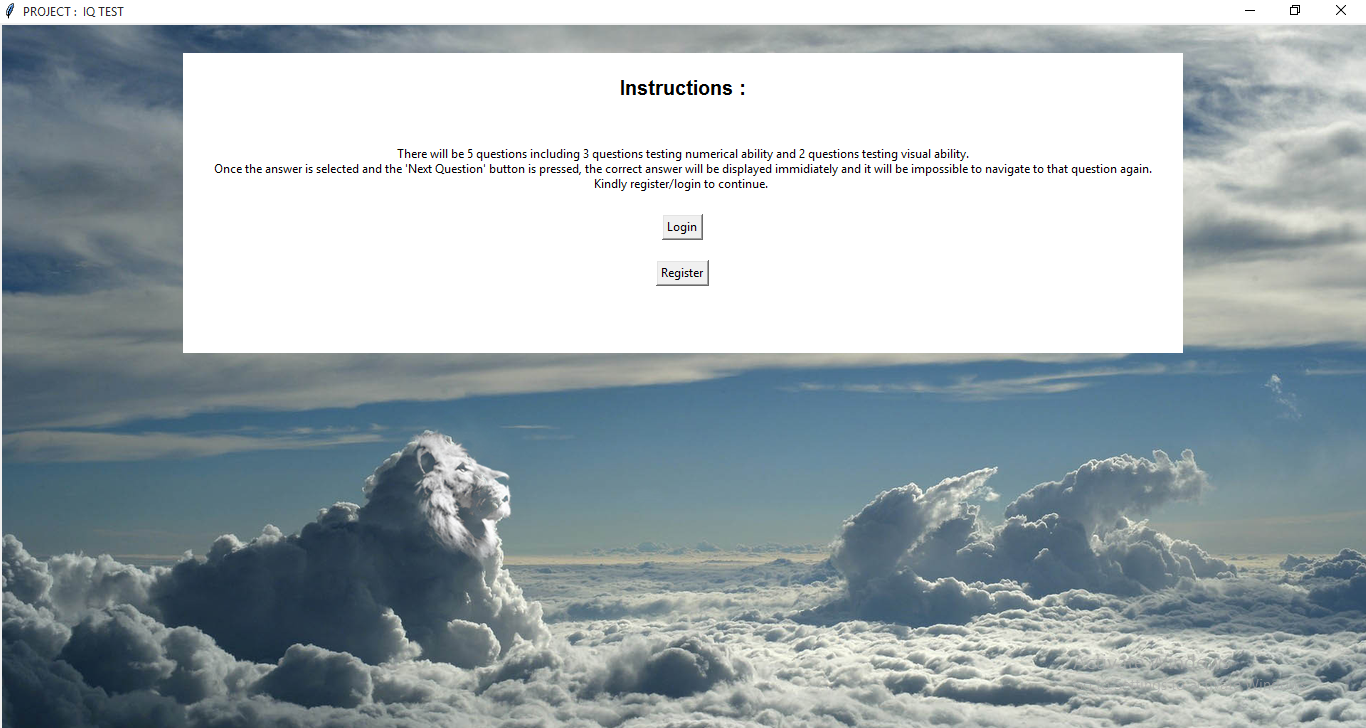 PROJECT : IQ TEST
Instructions :
There will be 5 questions including 3 questions testing numerical ability and 2 questions testing visual ability.
Once the answer is selected and the 'Next Question' button is pressed, the correct answer will be displayed immidiately and it will be impossible to navigate to that question again.
Kindly register/login to continue.
Login
Register